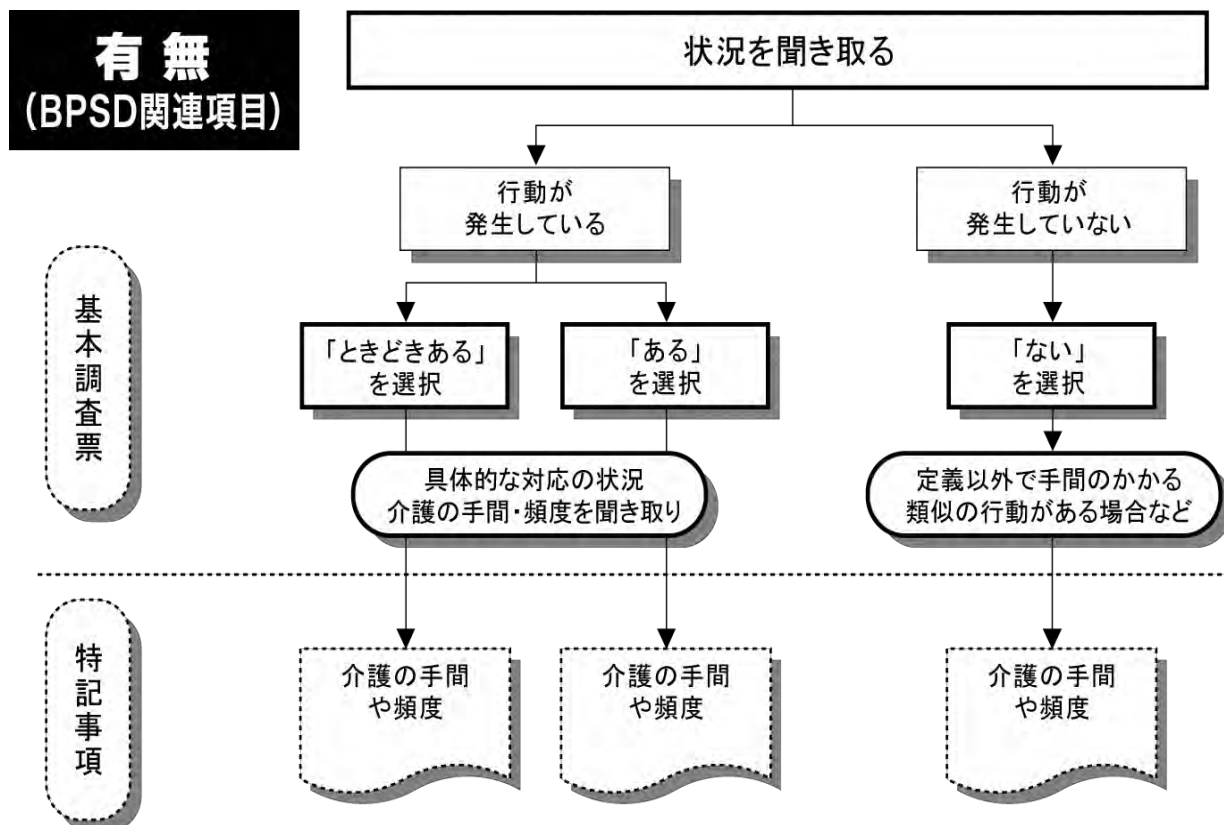 有無
(BPSD関連項目)
状況を聞き取る
行動が
発生している
行動が
発生していない
基本調査票
「ときどきある」
を選択
「ある」
を選択
「ない」
を選択
具体的な対応の状況
介護の手間・頻度を聞き取り
定義以外で手間のかかる
類似の行動がある場合など
特記事項
介護の手間
や頻度
介護の手間
や頻度
介護の手間
や頻度